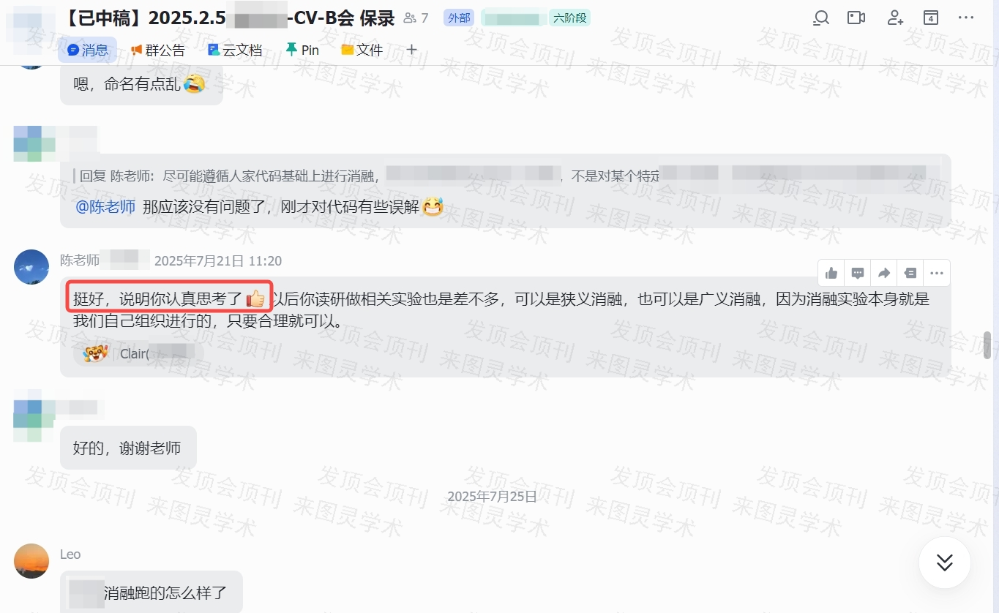 【已中稿】2025.2.5 -CV-B会 保录 7 外部 六阶段
消息 群公告 云文档 Pin 文件
嗯，命名有点乱😂
回复 陈老师: 尽可能遵循人家代码基础上进行消融， ，不是对某个特定
@陈老师 那应该没有问题了，刚才对代码有些误解😅
陈老师 2025年7月21日 11:20
挺好，说明你认真思考了👍以后你读研做相关实验也是差不多，可以是狭义消融，也可以是广义消融，因为消融实验本身就是
我们自己组织进行的，只要合理就可以。
Clair(
好的，谢谢老师
2025年7月25日
Leo
消融跑的怎么样了
发顶会顶刊
来图灵学术